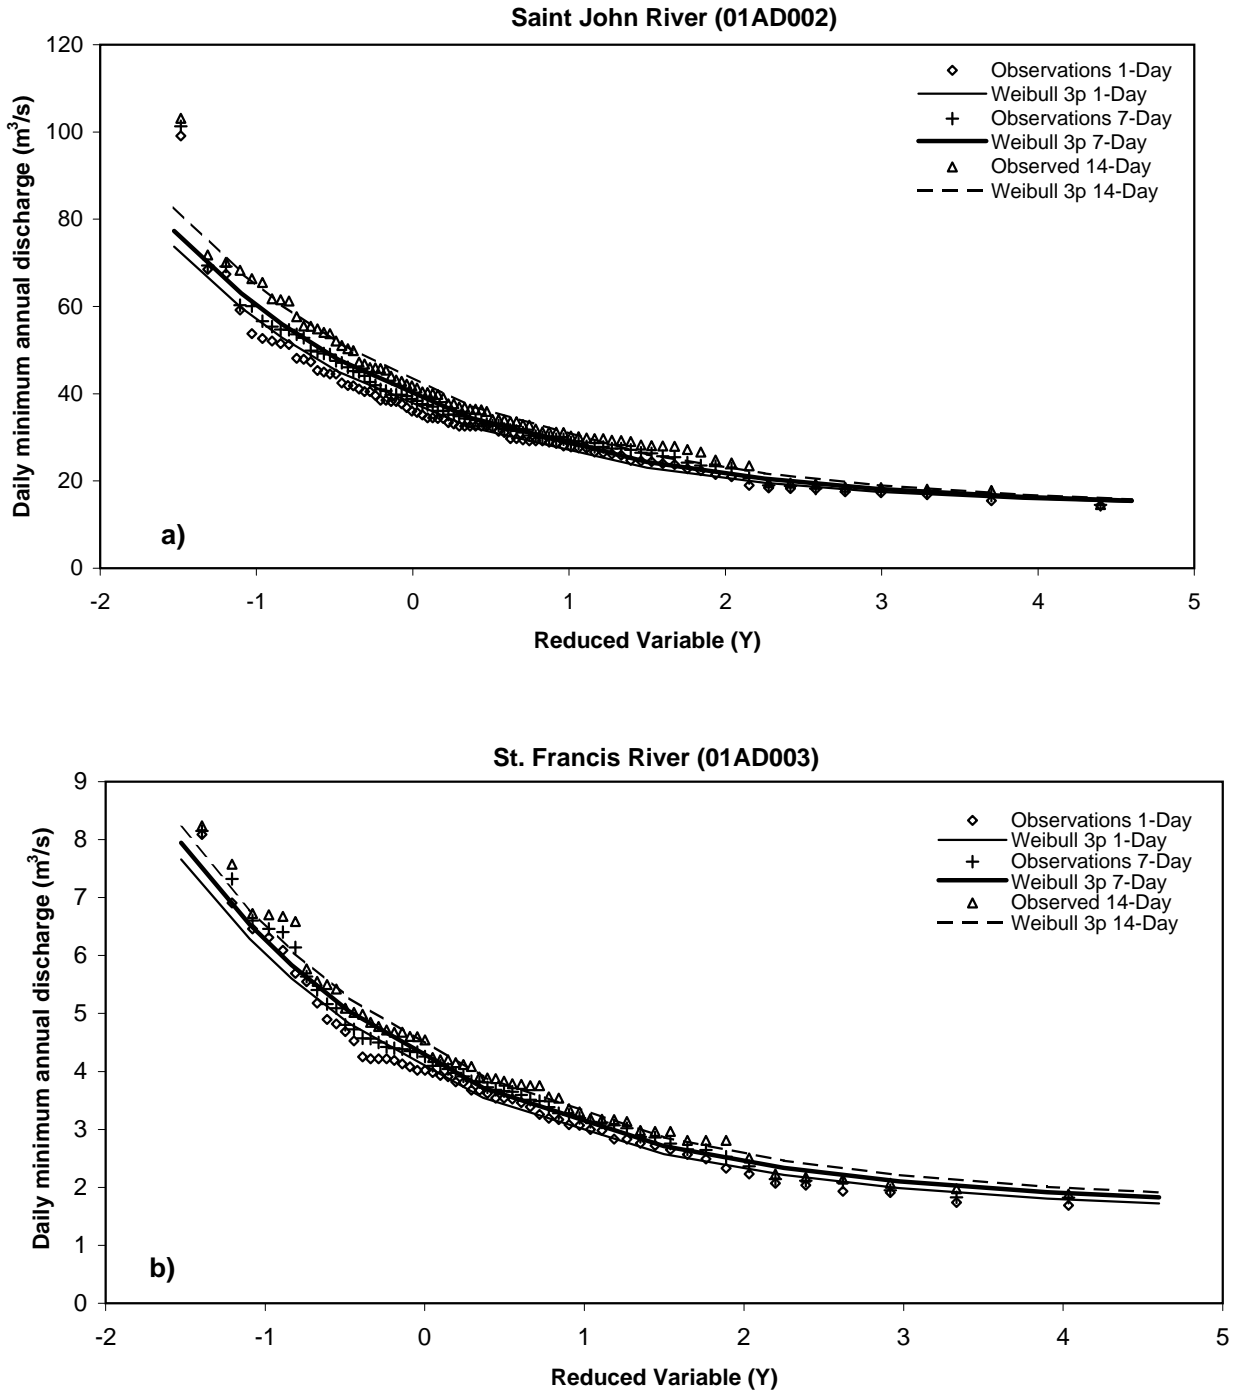 Saint John River (01AD002)
Daily minimum annual discharge (m³/s)
120
100
80
60
40
20
0
Observations 1-Day
Weibull 3p 1-Day
Observations 7-Day
Weibull 3p 7-Day
Observed 14-Day
Weibull 3p 14-Day
a)
-2 -1 0 1 2 3 4 5
Reduced Variable (Y)
St. Francis River (01AD003)
Daily minimum annual discharge (m³/s)
9
8
7
6
5
4
3
2
1
0
Observations 1-Day
Weibull 3p 1-Day
Observations 7-Day
Weibull 3p 7-Day
Observed 14-Day
Weibull 3p 14-Day
b)
-2 -1 0 1 2 3 4 5
Reduced Variable (Y)